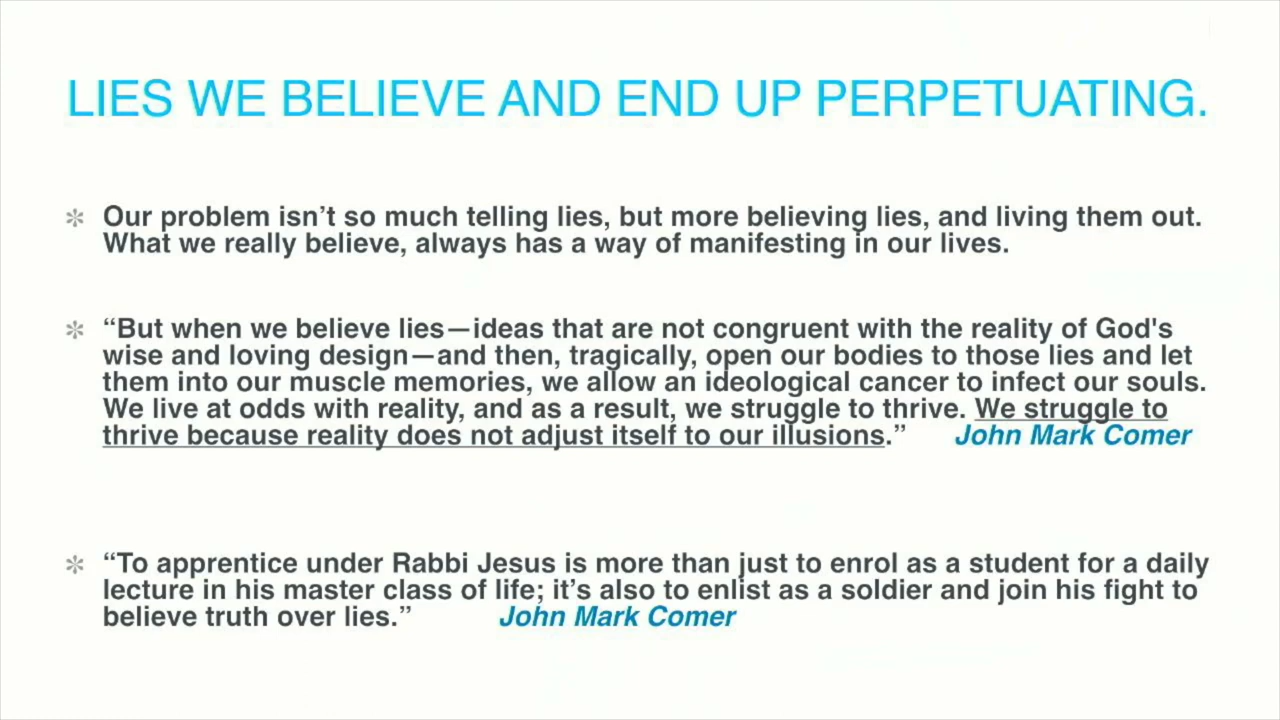 LIES WE BELIEVE AND END UP PERPETUATING.
✻ Our problem isn’t so much telling lies, but more believing lies, and living them out.
What we really believe, always has a way of manifesting in our lives.
✻ “But when we believe lies—ideas that are not congruent with the reality of God's
wise and loving design—and then, tragically, open our bodies to those lies and let
them into our muscle memories, we allow an ideological cancer to infect our souls.
We live at odds with reality, and as a result, we struggle to thrive. We struggle to
thrive because reality does not adjust itself to our illusions.” John Mark Comer
✻ “To apprentice under Rabbi Jesus is more than just to enrol as a student for a daily
lecture in his master class of life; it’s also to enlist as a soldier and join his fight to
believe truth over lies.” John Mark Comer